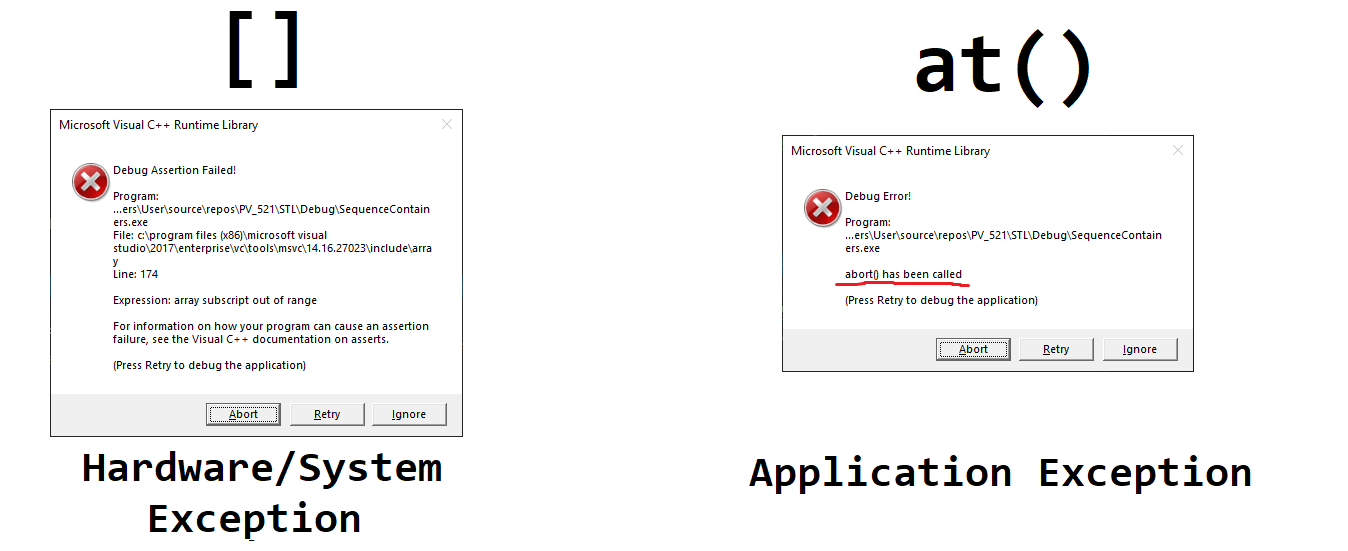 []
at()
Microsoft Visual C++ Runtime Library
Debug Assertion Failed!
Program:
...ers\User\source\repos\PV_521\STL\Debug\SequenceContain
ers.exe
File: c:\program files (x86)\microsoft visual
studio\2017\enterprise\vc\tools\msvc\14.16.27023\include\arra
y
Line: 174
Expression: array subscript out of range
For information on how your program can cause an assertion
failure, see the Visual C++ documentation on asserts.
(Press Retry to debug the application)
Abort
Retry
Ignore
Hardware/System
Exception
Microsoft Visual C++ Runtime Library
Debug Error!
Program:
...ers\User\source\repos\PV_521\STL\Debug\SequenceContain
ers.exe
abort() has been called
(Press Retry to debug the application)
Abort
Retry
Ignore
Application Exception